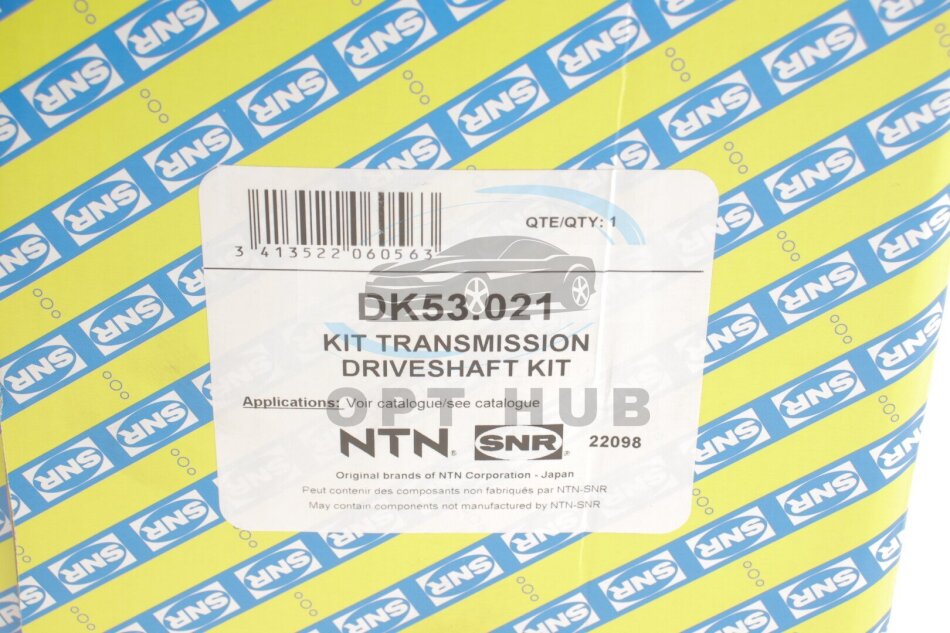 QTE/QTY: 1
3 413522 060563
DK53.021
KIT TRANSMISSION
DRIVESHAFT KIT
OPT HUB
Applications: Voir catalogue/see catalogue
NTN® SNR® 22098
Original brands of NTN Corporation - Japan
Peut contenir des composants non fabriqués par NTN-SNR
May contain components not manufactured by NTN-SNR
SNR